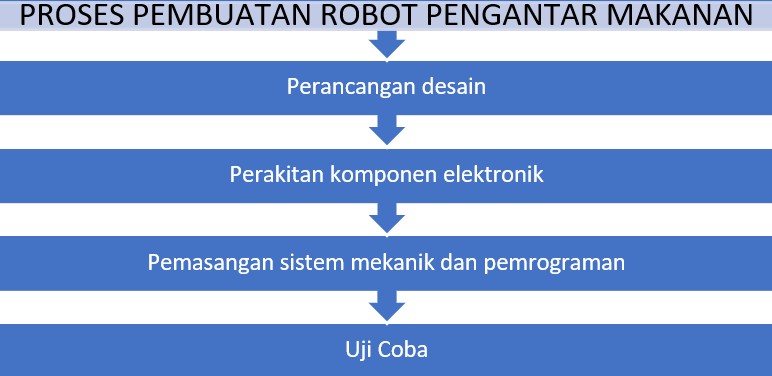 PROSES PEMBUATAN ROBOT PENGANTAR MAKANAN
Perancangan desain
Perakitan komponen elektronik
Pemasangan sistem mekanik dan pemrograman
Uji Coba